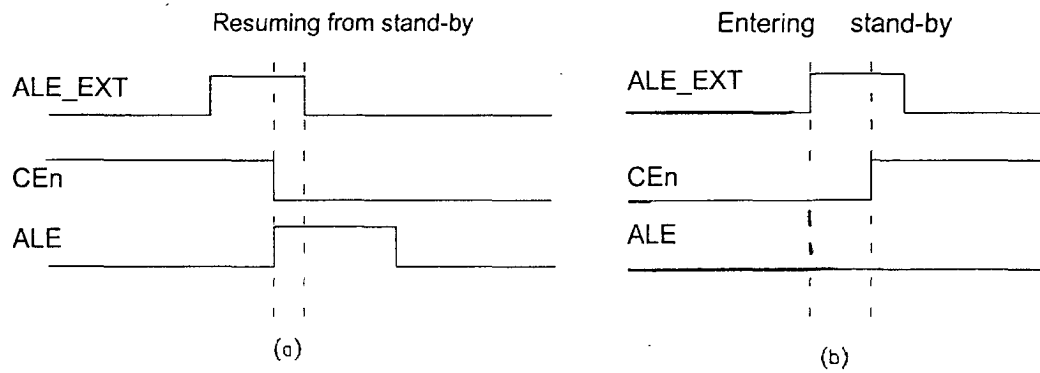 Resuming from stand-by
ALE_EXT
CEn
ALE
(a)
Entering stand-by
ALE_EXT
CEn
ALE
(b)